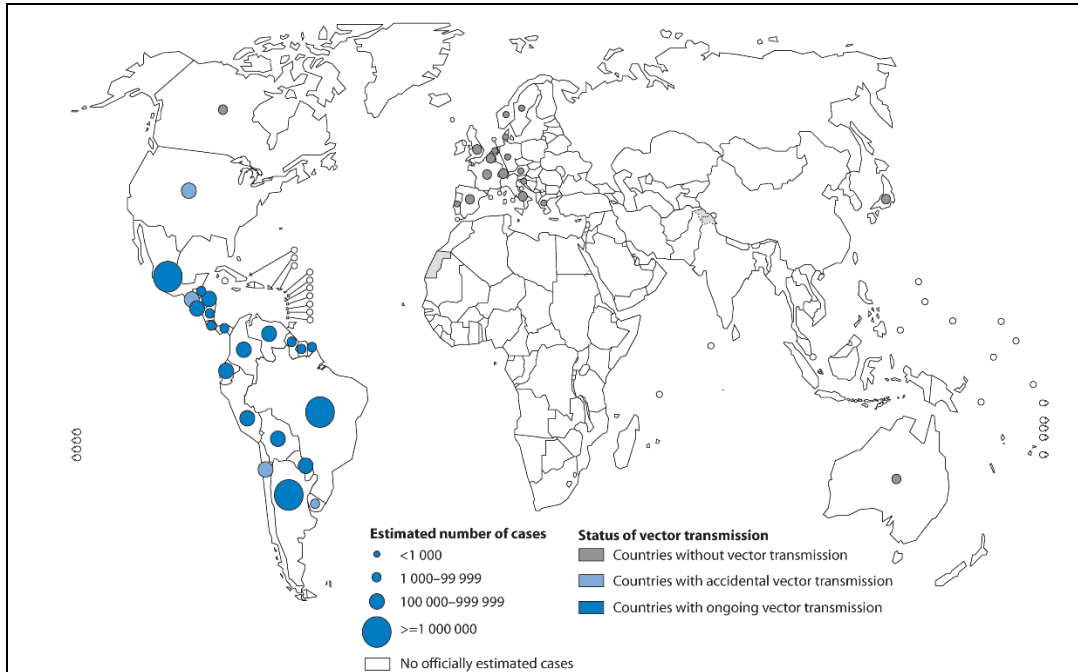 Estimated number of cases
<1 000
1 000–99 999
100 000–999 999
>=1 000 000
No officially estimated cases
Status of vector transmission
Countries without vector transmission
Countries with accidental vector transmission
Countries with ongoing vector transmission